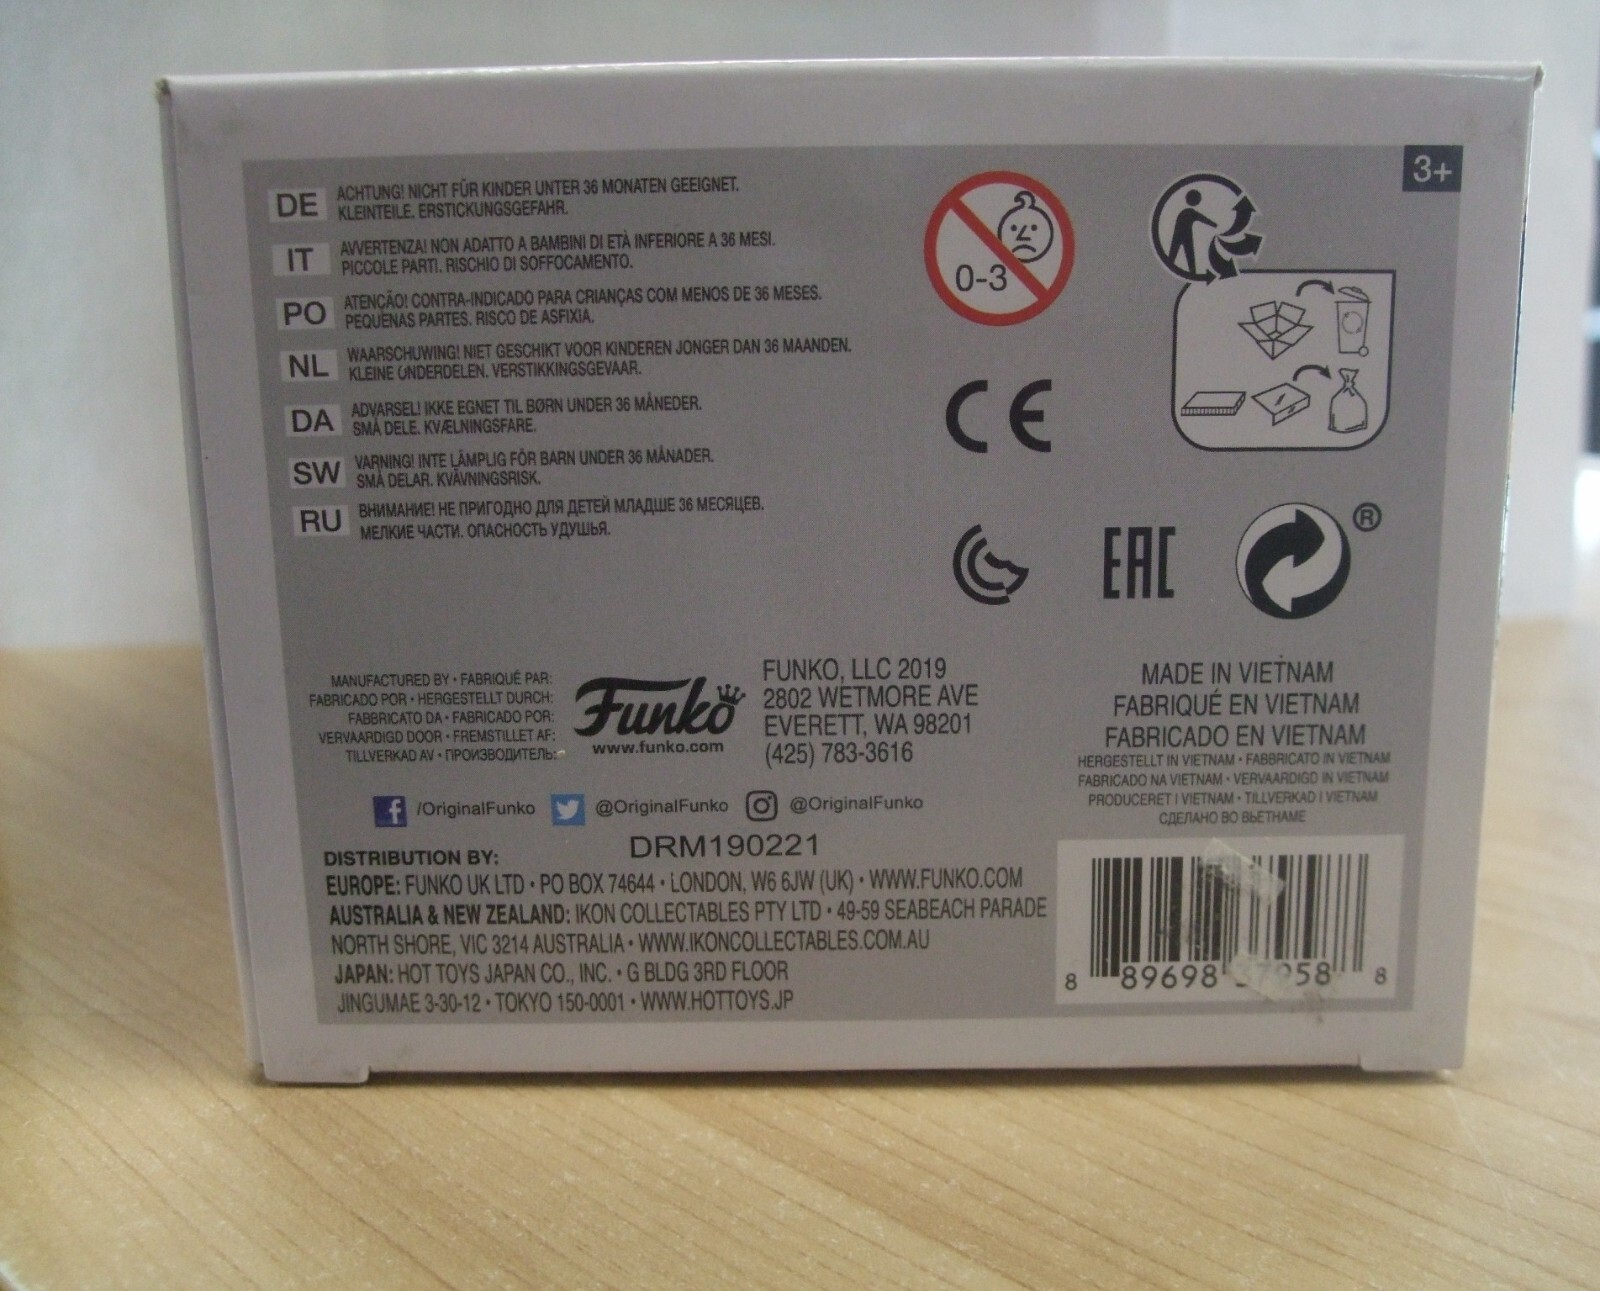 3+
DE ACHTUNG! NICHT FÜR KINDER UNTER 36 MONATEN GEEIGNET.
KLEINTEILE. ERSTICKUNGSGEFAHR.
IT AVVERTENZA! NON ADATTO A BAMBINI DI ETÀ INFERIORE A 36 MESI.
PICCOLE PARTI. RISCHIO DI SOFFOCAMENTO.
PO ATENÇÃO! CONTRA-INDICADO PARA CRIANÇAS COM MENOS DE 36 MESES.
PEQUENAS PARTES. RISCO DE ASFIXIA.
NL WAARSCHUWING! NIET GESCHIKT VOOR KINDEREN JONGER DAN 36 MAANDEN.
KLEINE ONDERDELEN. VERSTIKKINGSGEVAAR.
DA ADVARSEL! IKKE EGNET TIL BØRN UNDER 36 MÅNEDER.
SMÅ DELE. KVÆLNINGSFARE.
SW VARNING! INTE LÄMPLIG FÖR BARN UNDER 36 MÅNADER.
SMÅ DELAR. KVÄVNINGSRISK.
RU ВНИМАНИЕ! НЕ ПРИГОДНО ДЛЯ ДЕТЕЙ МЛАДШЕ 36 МЕСЯЦЕВ.
МЕЛКИЕ ЧАСТИ. ОПАСНОСТЬ УДУШЬЯ.
0-3
CE
EAC
®
MANUFACTURED BY • FABRIQUÉ PAR:
FABRICADO POR • HERGESTELLT DURCH:
FABBRICATO DA • FABRICADO POR:
VERVAARDIGD DOOR • FREMSTILLET AF:
TILLVERKAD AV • ПРОИЗВОДИТЕЛЬ:
Funko
www.funko.com
FUNKO, LLC 2019
2802 WETMORE AVE
EVERETT, WA 98201
(425) 783-3616
MADE IN VIETNAM
FABRIQUÉ EN VIETNAM
FABRICADO EN VIETNAM
HERGESTELLT IN VIETNAM • FABBRICATO IN VIETNAM
FABRICADO NA VIETNAM • VERVAARDIGD IN VIETNAM
PRODUCERET I VIETNAM • TILLVERKAD I VIETNAM
СДЕЛАНО ВО ВЬЕТНАМЕ
f /OriginalFunko @OriginalFunko @OriginalFunko
DRM190221
DISTRIBUTION BY:
EUROPE: FUNKO UK LTD • PO BOX 74644 • LONDON, W6 6JW (UK) • WWW.FUNKO.COM
AUSTRALIA & NEW ZEALAND: IKON COLLECTABLES PTY LTD • 49-59 SEABEACH PARADE
NORTH SHORE, VIC 3214 AUSTRALIA • WWW.IKONCOLLECTABLES.COM.AU
JAPAN: HOT TOYS JAPAN CO., INC. • G BLDG 3RD FLOOR
JINGUMAE 3-30-12 • TOKYO 150-0001 • WWW.HOTTOYS.JP
8 89698 37958 8